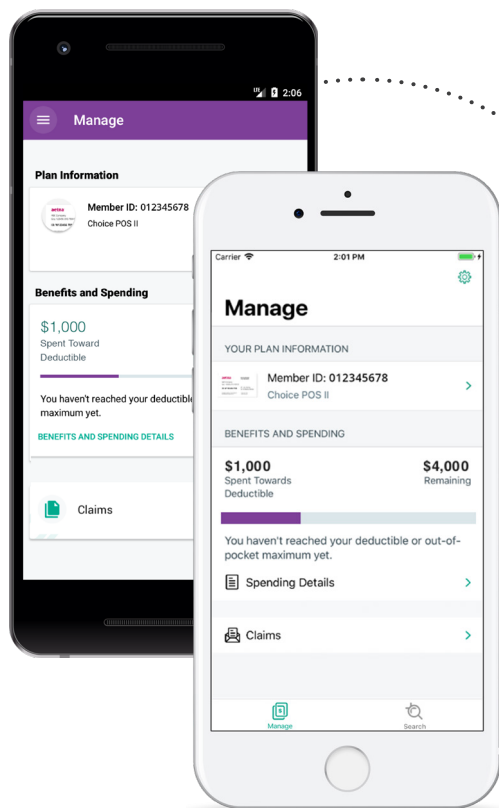 LTE 2:06
Manage
Plan Information
aetna
Member ID: 012345678
Choice POS II
Benefits and Spending
$1,000
Spent Toward
Deductible
You haven't reached your deductible
maximum yet.
BENEFITS AND SPENDING DETAILS
Claims
Carrier 2:01 PM
Manage
YOUR PLAN INFORMATION
Member ID: 012345678
Choice POS II
BENEFITS AND SPENDING
$1,000 $4,000
Spent Towards Remaining
Deductible
You haven't reached your deductible or out-of-
pocket maximum yet.
Spending Details
Claims
Manage Search